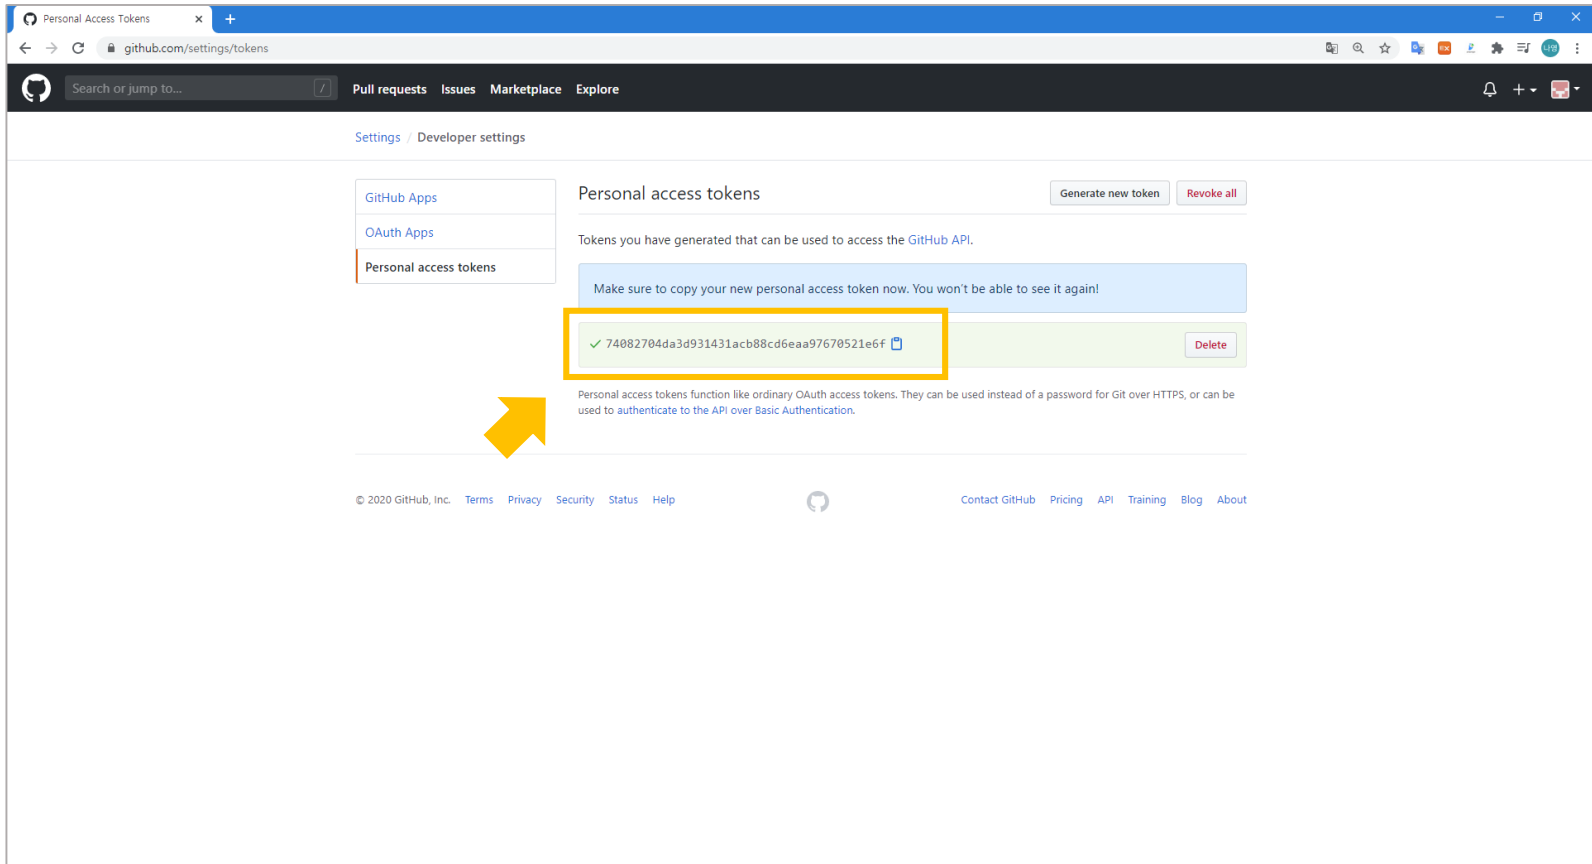 Personal Access Tokens
github.com/settings/tokens
나영
Search or jump to...
/
Pull requests Issues Marketplace Explore
Settings / Developer settings
GitHub Apps
OAuth Apps
Personal access tokens
Personal access tokens
Generate new token
Revoke all
Tokens you have generated that can be used to access the GitHub API.
Make sure to copy your new personal access token now. You won't be able to see it again!
74082704da3d931431acb88cd6eaa97670521e6f
Delete
Personal access tokens function like ordinary OAuth access tokens. They can be used instead of a password for Git over HTTPS, or can be
used to authenticate to the API over Basic Authentication.
© 2020 GitHub, Inc. Terms Privacy Security Status Help
Contact GitHub Pricing API Training Blog About